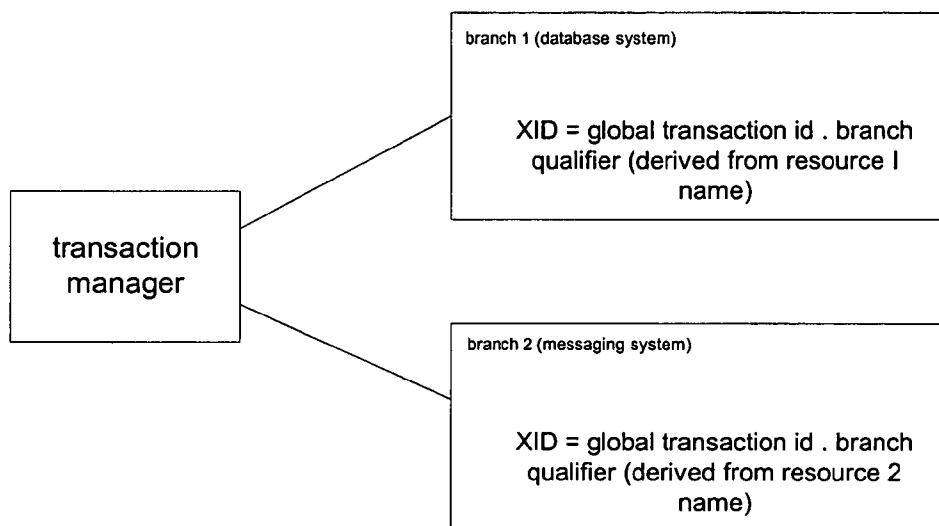 branch 1 (database system)
XID = global transaction id . branch
qualifier (derived from resource I
name)
transaction
manager
branch 2 (messaging system)
XID = global transaction id . branch
qualifier (derived from resource 2
name)